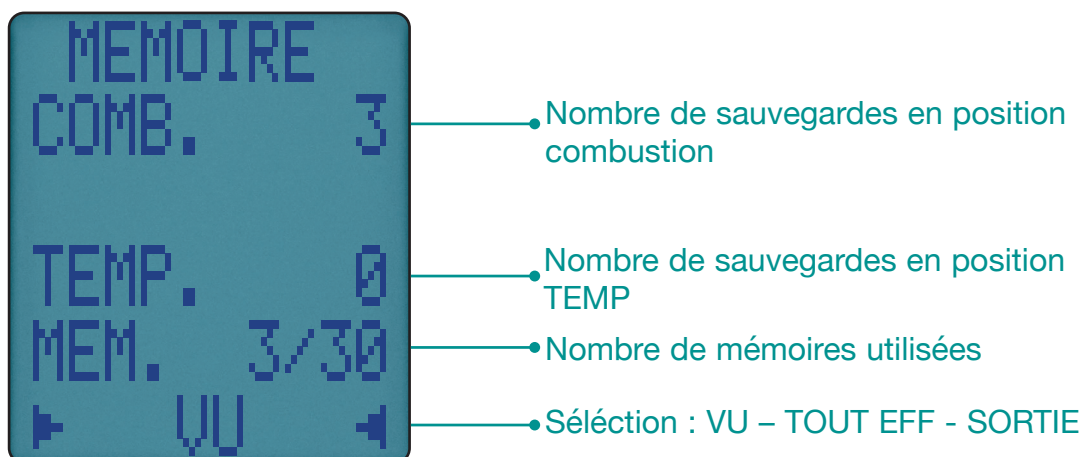 MEMOIRE
COMB. 3
Nombre de sauvegardes en position
combustion
TEMP. 0
Nombre de sauvegardes en position
TEMP
MEM. 3/30
Nombre de mémoires utilisées
VU
Séléction : VU – TOUT EFF - SORTIE